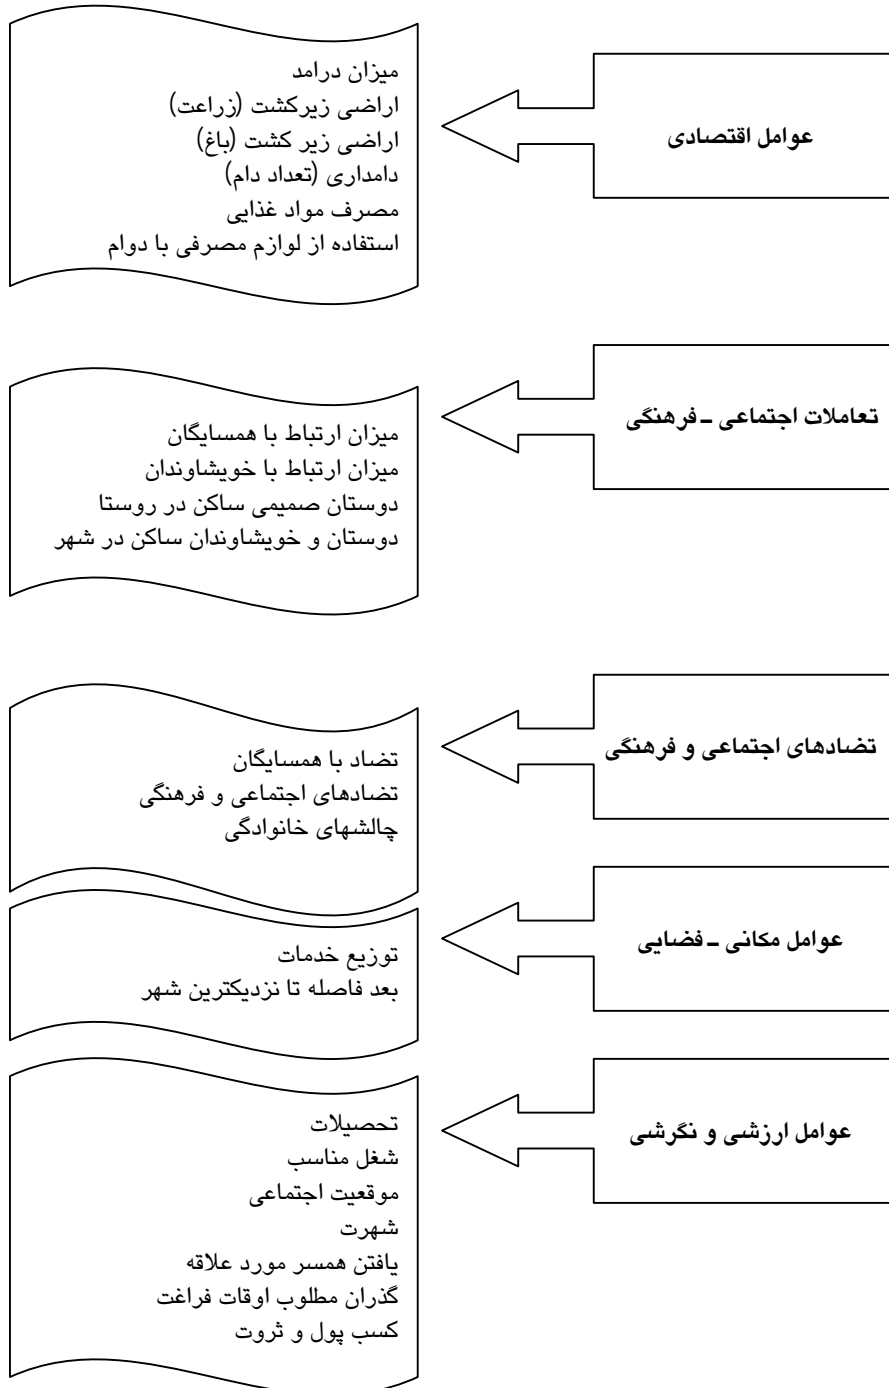 عوامل اقتصادی
میزان درامد
اراضی زیرکشت (زراعت)
اراضی زیر کشت (باغ)
دامداری (تعداد دام)
مصرف مواد غذایی
استفاده از لوازم مصرفی با دوام
تعاملات اجتماعی ـ فرهنگی
میزان ارتباط با همسایگان
میزان ارتباط با خویشاوندان
دوستان صمیمی ساکن در روستا
دوستان و خویشاوندان ساکن در شهر
تضادهای اجتماعی و فرهنگی
تضاد با همسایگان
تضادهای اجتماعی و فرهنگی
چالشهای خانوادگی
عوامل مکانی ـ فضایی
توزیع خدمات
بعد فاصله تا نزدیکترین شهر
عوامل ارزشی و نگرشی
تحصیلات
شغل مناسب
موقعیت اجتماعی
شهرت
یافتن همسر مورد علاقه
گذران مطلوب اوقات فراغت
کسب پول و ثروت